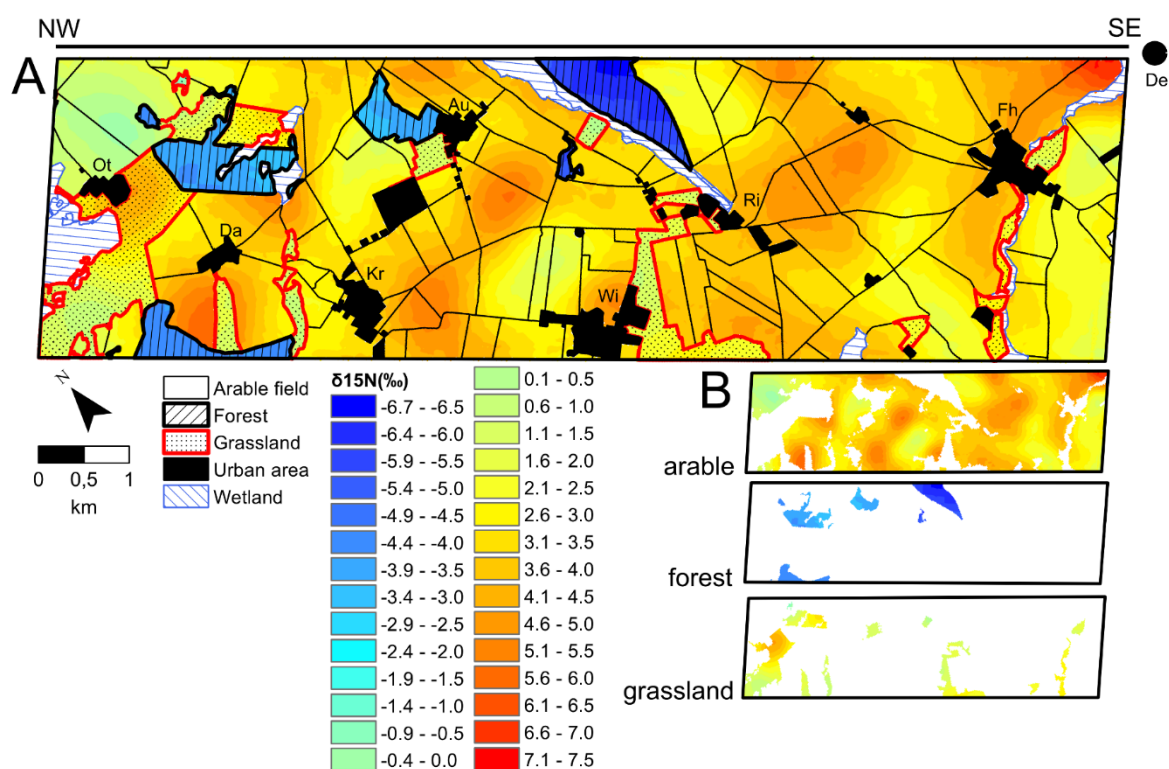 NW
SE
A
De
Ot
Da
Au
Kr
Wi
Ri
Fh
N
0 0,5 1
km
Arable field
Forest
Grassland
Urban area
Wetland
δ15N(‰)
-6.7 - -6.5
-6.4 - -6.0
-5.9 - -5.5
-5.4 - -5.0
-4.9 - -4.5
-4.4 - -4.0
-3.9 - -3.5
-3.4 - -3.0
-2.9 - -2.5
-2.4 - -2.0
-1.9 - -1.5
-1.4 - -1.0
-0.9 - -0.5
-0.4 - 0.0
0.1 - 0.5
0.6 - 1.0
1.1 - 1.5
1.6 - 2.0
2.1 - 2.5
2.6 - 3.0
3.1 - 3.5
3.6 - 4.0
4.1 - 4.5
4.6 - 5.0
5.1 - 5.5
5.6 - 6.0
6.1 - 6.5
6.6 - 7.0
7.1 - 7.5
B
arable
forest
grassland